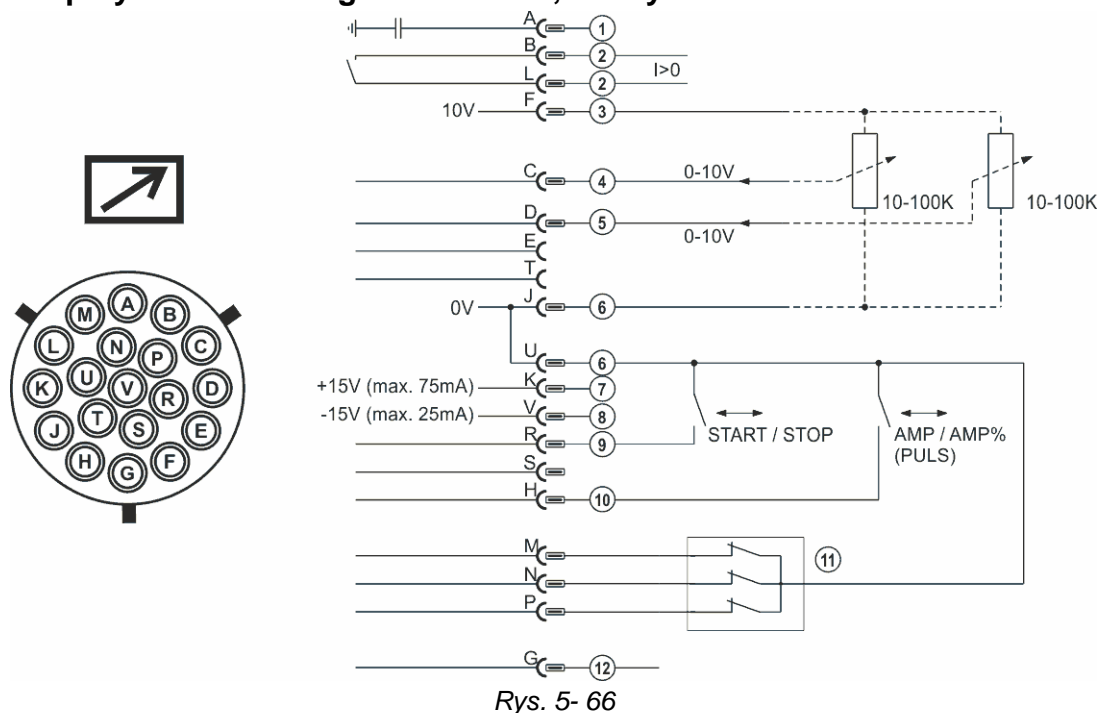 A 1
B 2
L 2 I>0
10V F 3
C 4 0-10V 10-100K 10-100K
D 5 0-10V
E
T
0V J 6
U 6
+15V (max. 75mA) K 7
-15V (max. 25mA) V 8
R 9 START / STOP AMP / AMP%
(PULS)
S
H 10
M 11
N
P
G 12
A
M B
L N P C
K U V R D
J T S E
H G F
Rys. 5- 66